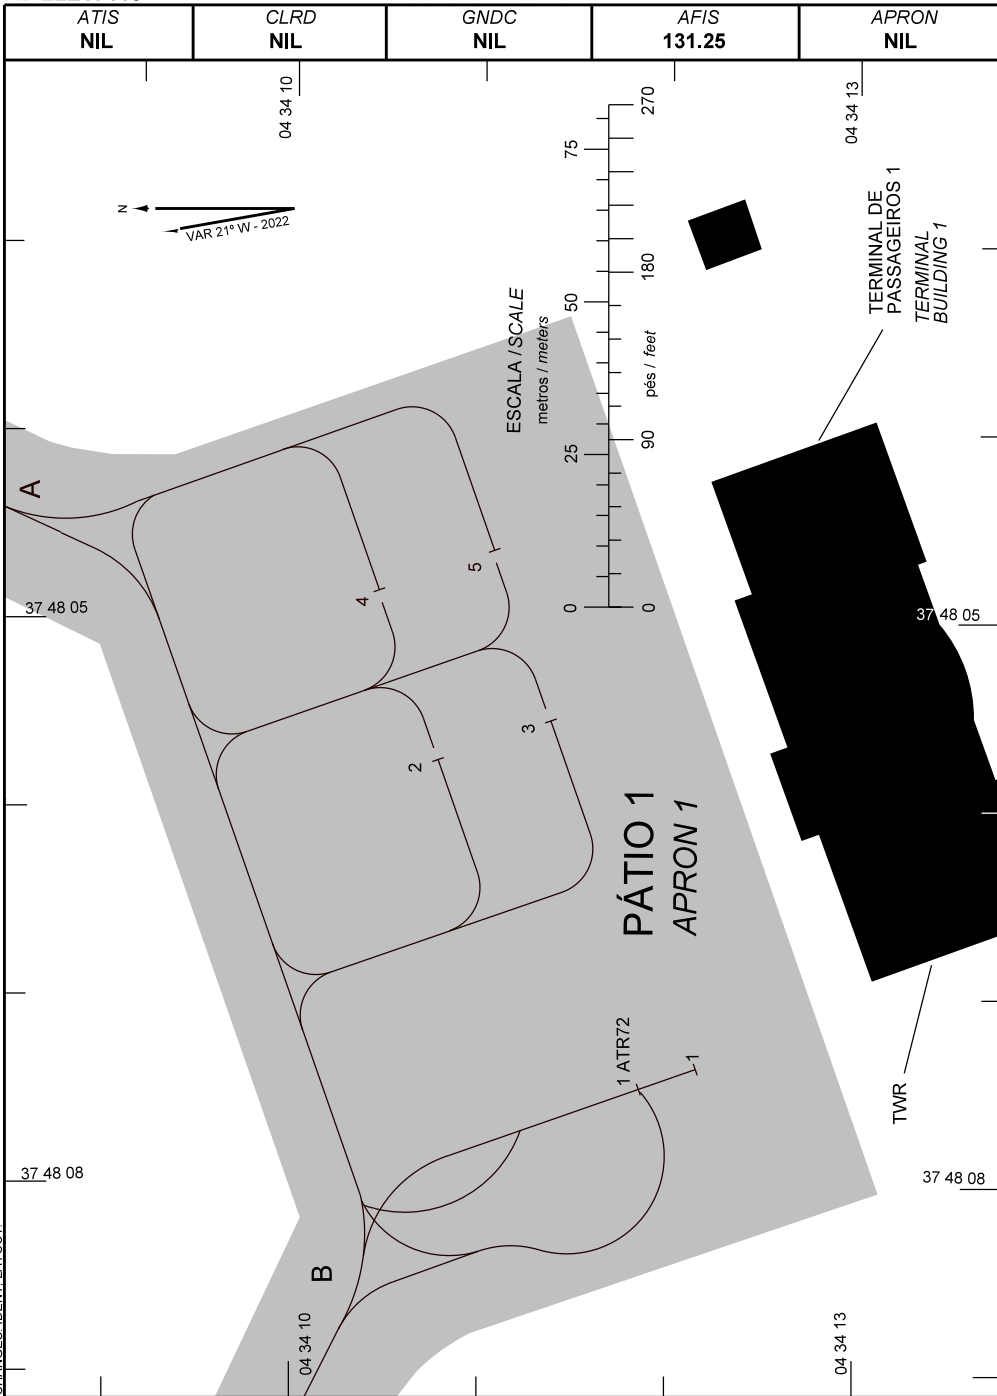 ATIS
NIL
CLRD
NIL
GNDC
NIL
AFIS
131.25
APRON
NIL
04 34 10
04 34 13
N
VAR 21º W - 2022
ESCALA / SCALE
metros / meters
pés / feet
0
25
50
75
0
90
180
270
TERMINAL DE
PASSAGEIROS 1
TERMINAL
BUILDING 1
A
37 48 05
37 48 05
4
5
2
3
PÁTIO 1
APRON 1
1 ATR72
1
TWR
37 48 08
37 48 08
B
04 34 10
04 34 13